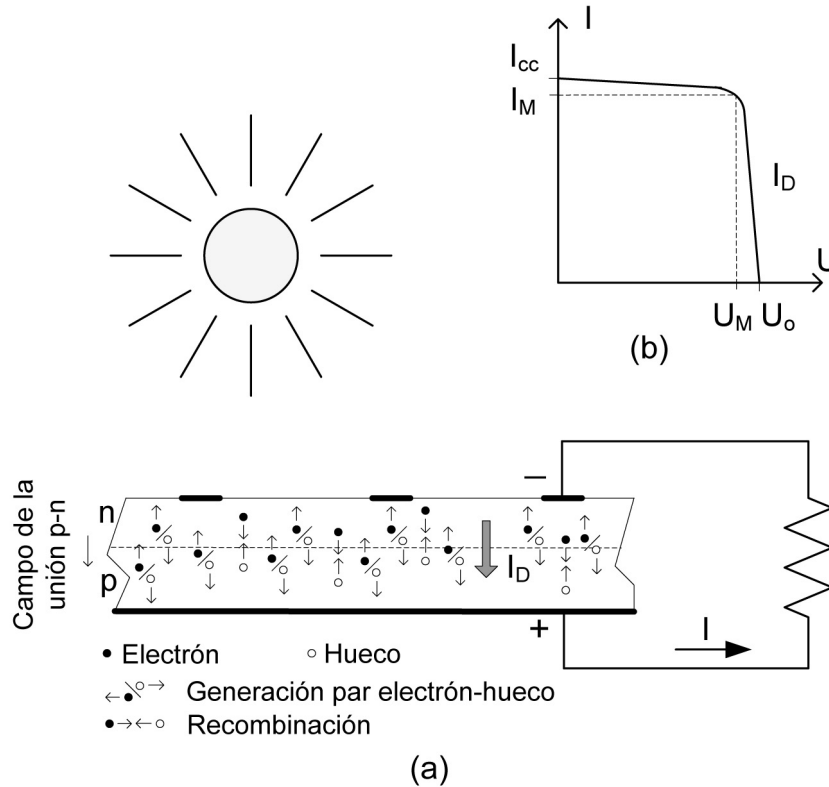 I
I_cc
I_M
I_D
U
U_M U_o
(b)
Campo de la
unión p-n
n
p
−
I_D
+
I
• Electrón
○ Hueco
Generación par electrón-hueco
Recombinación
(a)